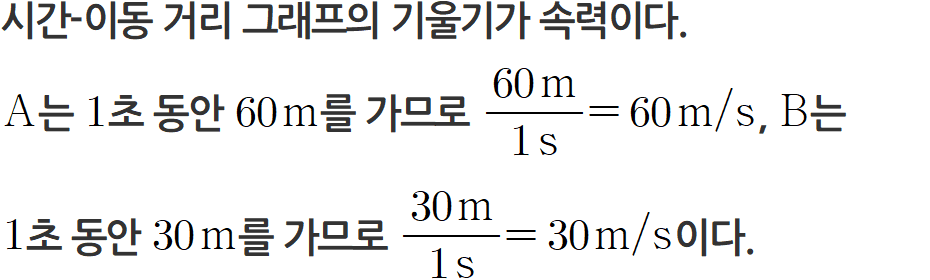 시간-이동 거리 그래프의 기울기가 속력이다.
A는 1초 동안 60 m를 가므로 60 m/1 s = 60 m/s, B는
1초 동안 30 m를 가므로 30 m/1 s = 30 m/s이다.